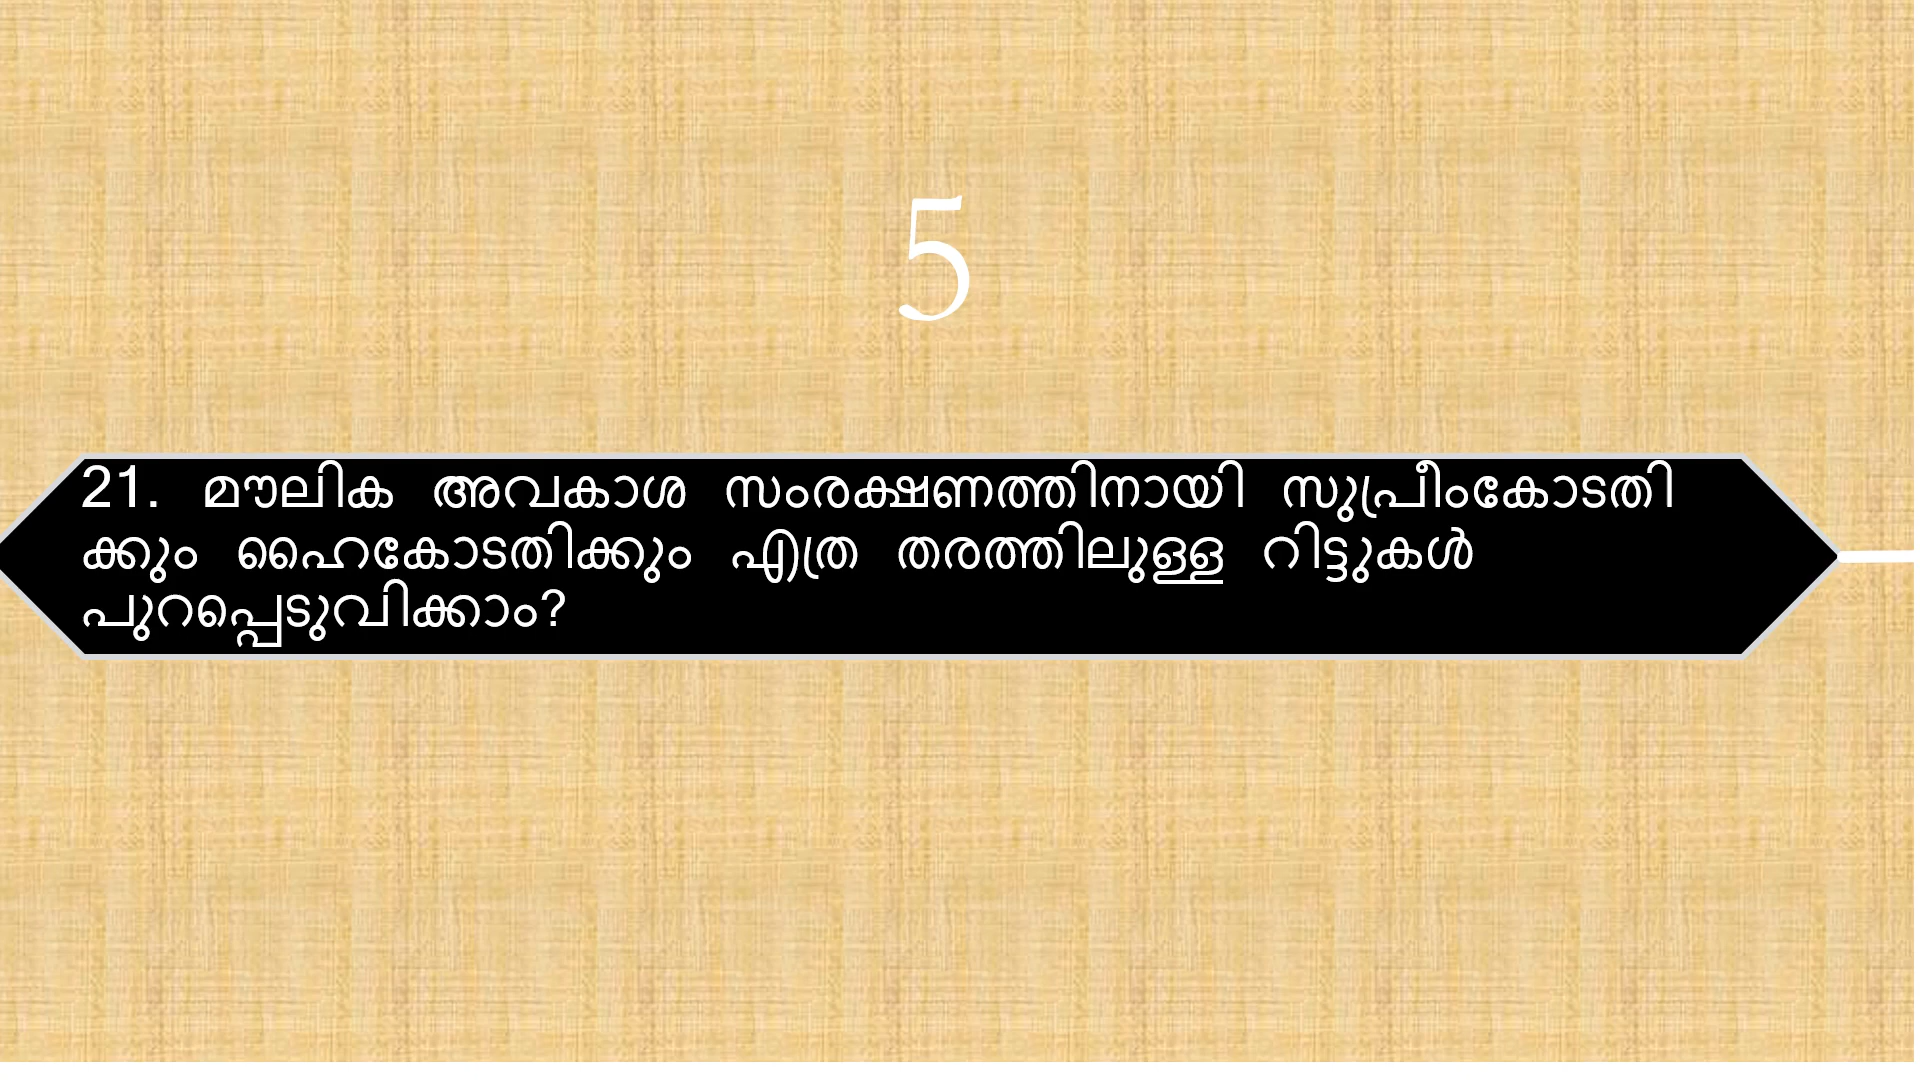 5
21. മൗലിക അവകാശ സംരക്ഷണത്തിനായി സുപ്രീംകോടതി
ക്കും ഹൈകോടതിക്കും എത്ര തരത്തിലുള്ള റിട്ടുകൾ
പുറപ്പെടുവിക്കാം?